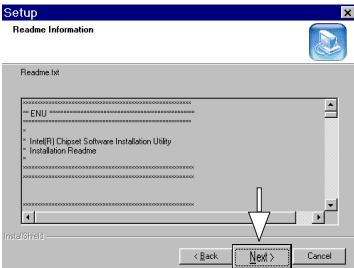 Setup
Readme Information
Readme.txt
** ENU **
*
* Intel(R) Chipset Software Installation Utility
* Installation Readme
*
InstallShield
< Back
Next >
Cancel